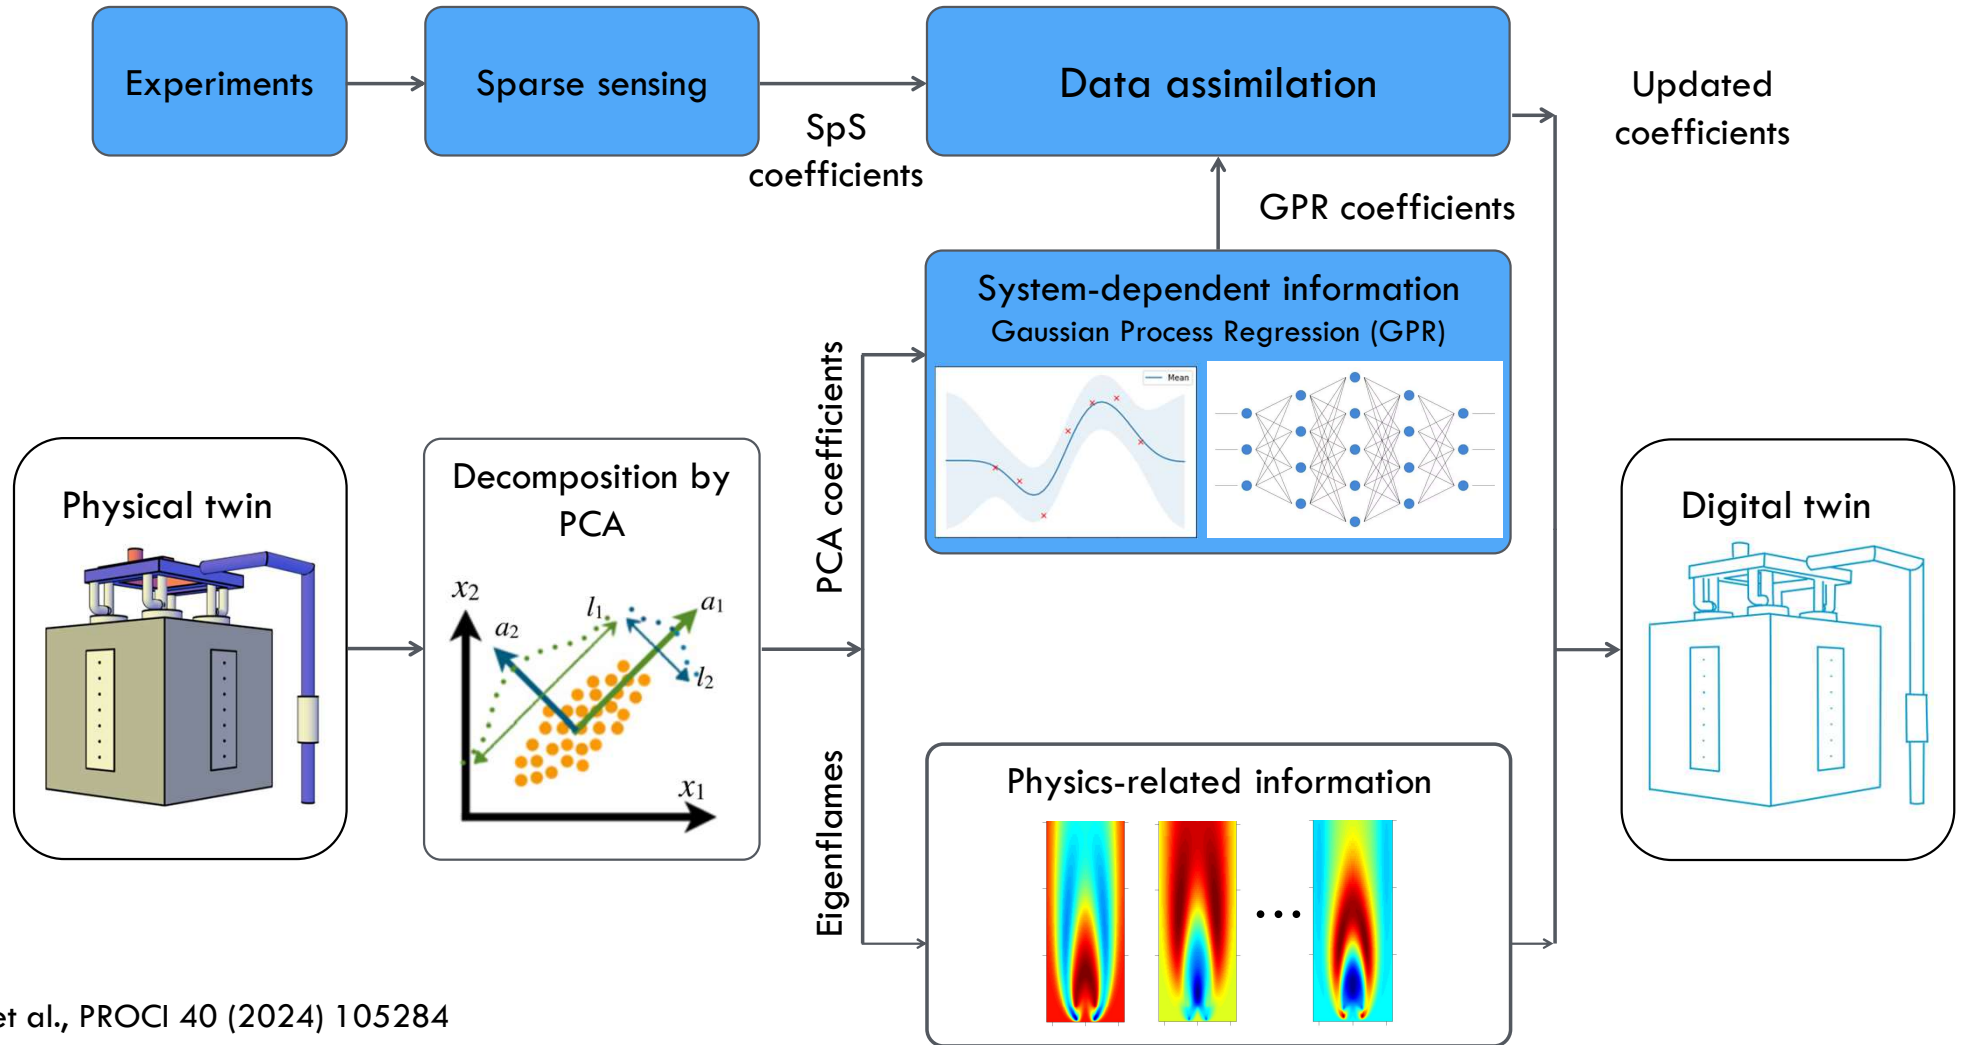 Experiments
Sparse sensing
Data assimilation
Updated
coefficients
SpS
coefficients
GPR coefficients
System-dependent information
Gaussian Process Regression (GPR)
Mean
PCA coefficients
Physical twin
Decomposition by
PCA
x2
a2
l1
a1
l2
x1
Digital twin
Eigenflames
Physics-related information
...
et al., PROCI 40 (2024) 105284